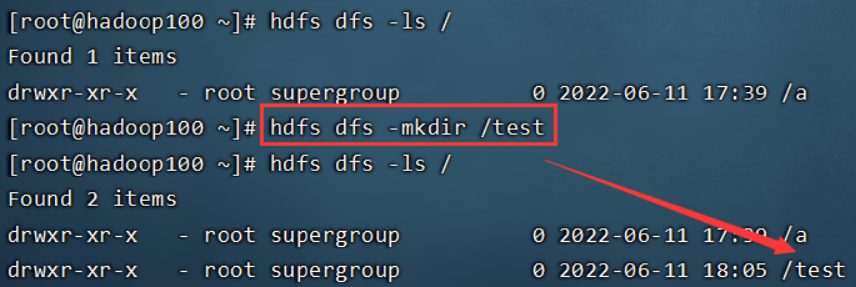 [root@hadoop100 ~]# hdfs dfs -ls /
Found 1 items
drwxr-xr-x   - root supergroup          0 2022-06-11 17:39 /a
[root@hadoop100 ~]# hdfs dfs -mkdir /test
[root@hadoop100 ~]# hdfs dfs -ls /
Found 2 items
drwxr-xr-x   - root supergroup          0 2022-06-11 17:39 /a
drwxr-xr-x   - root supergroup          0 2022-06-11 18:05 /test